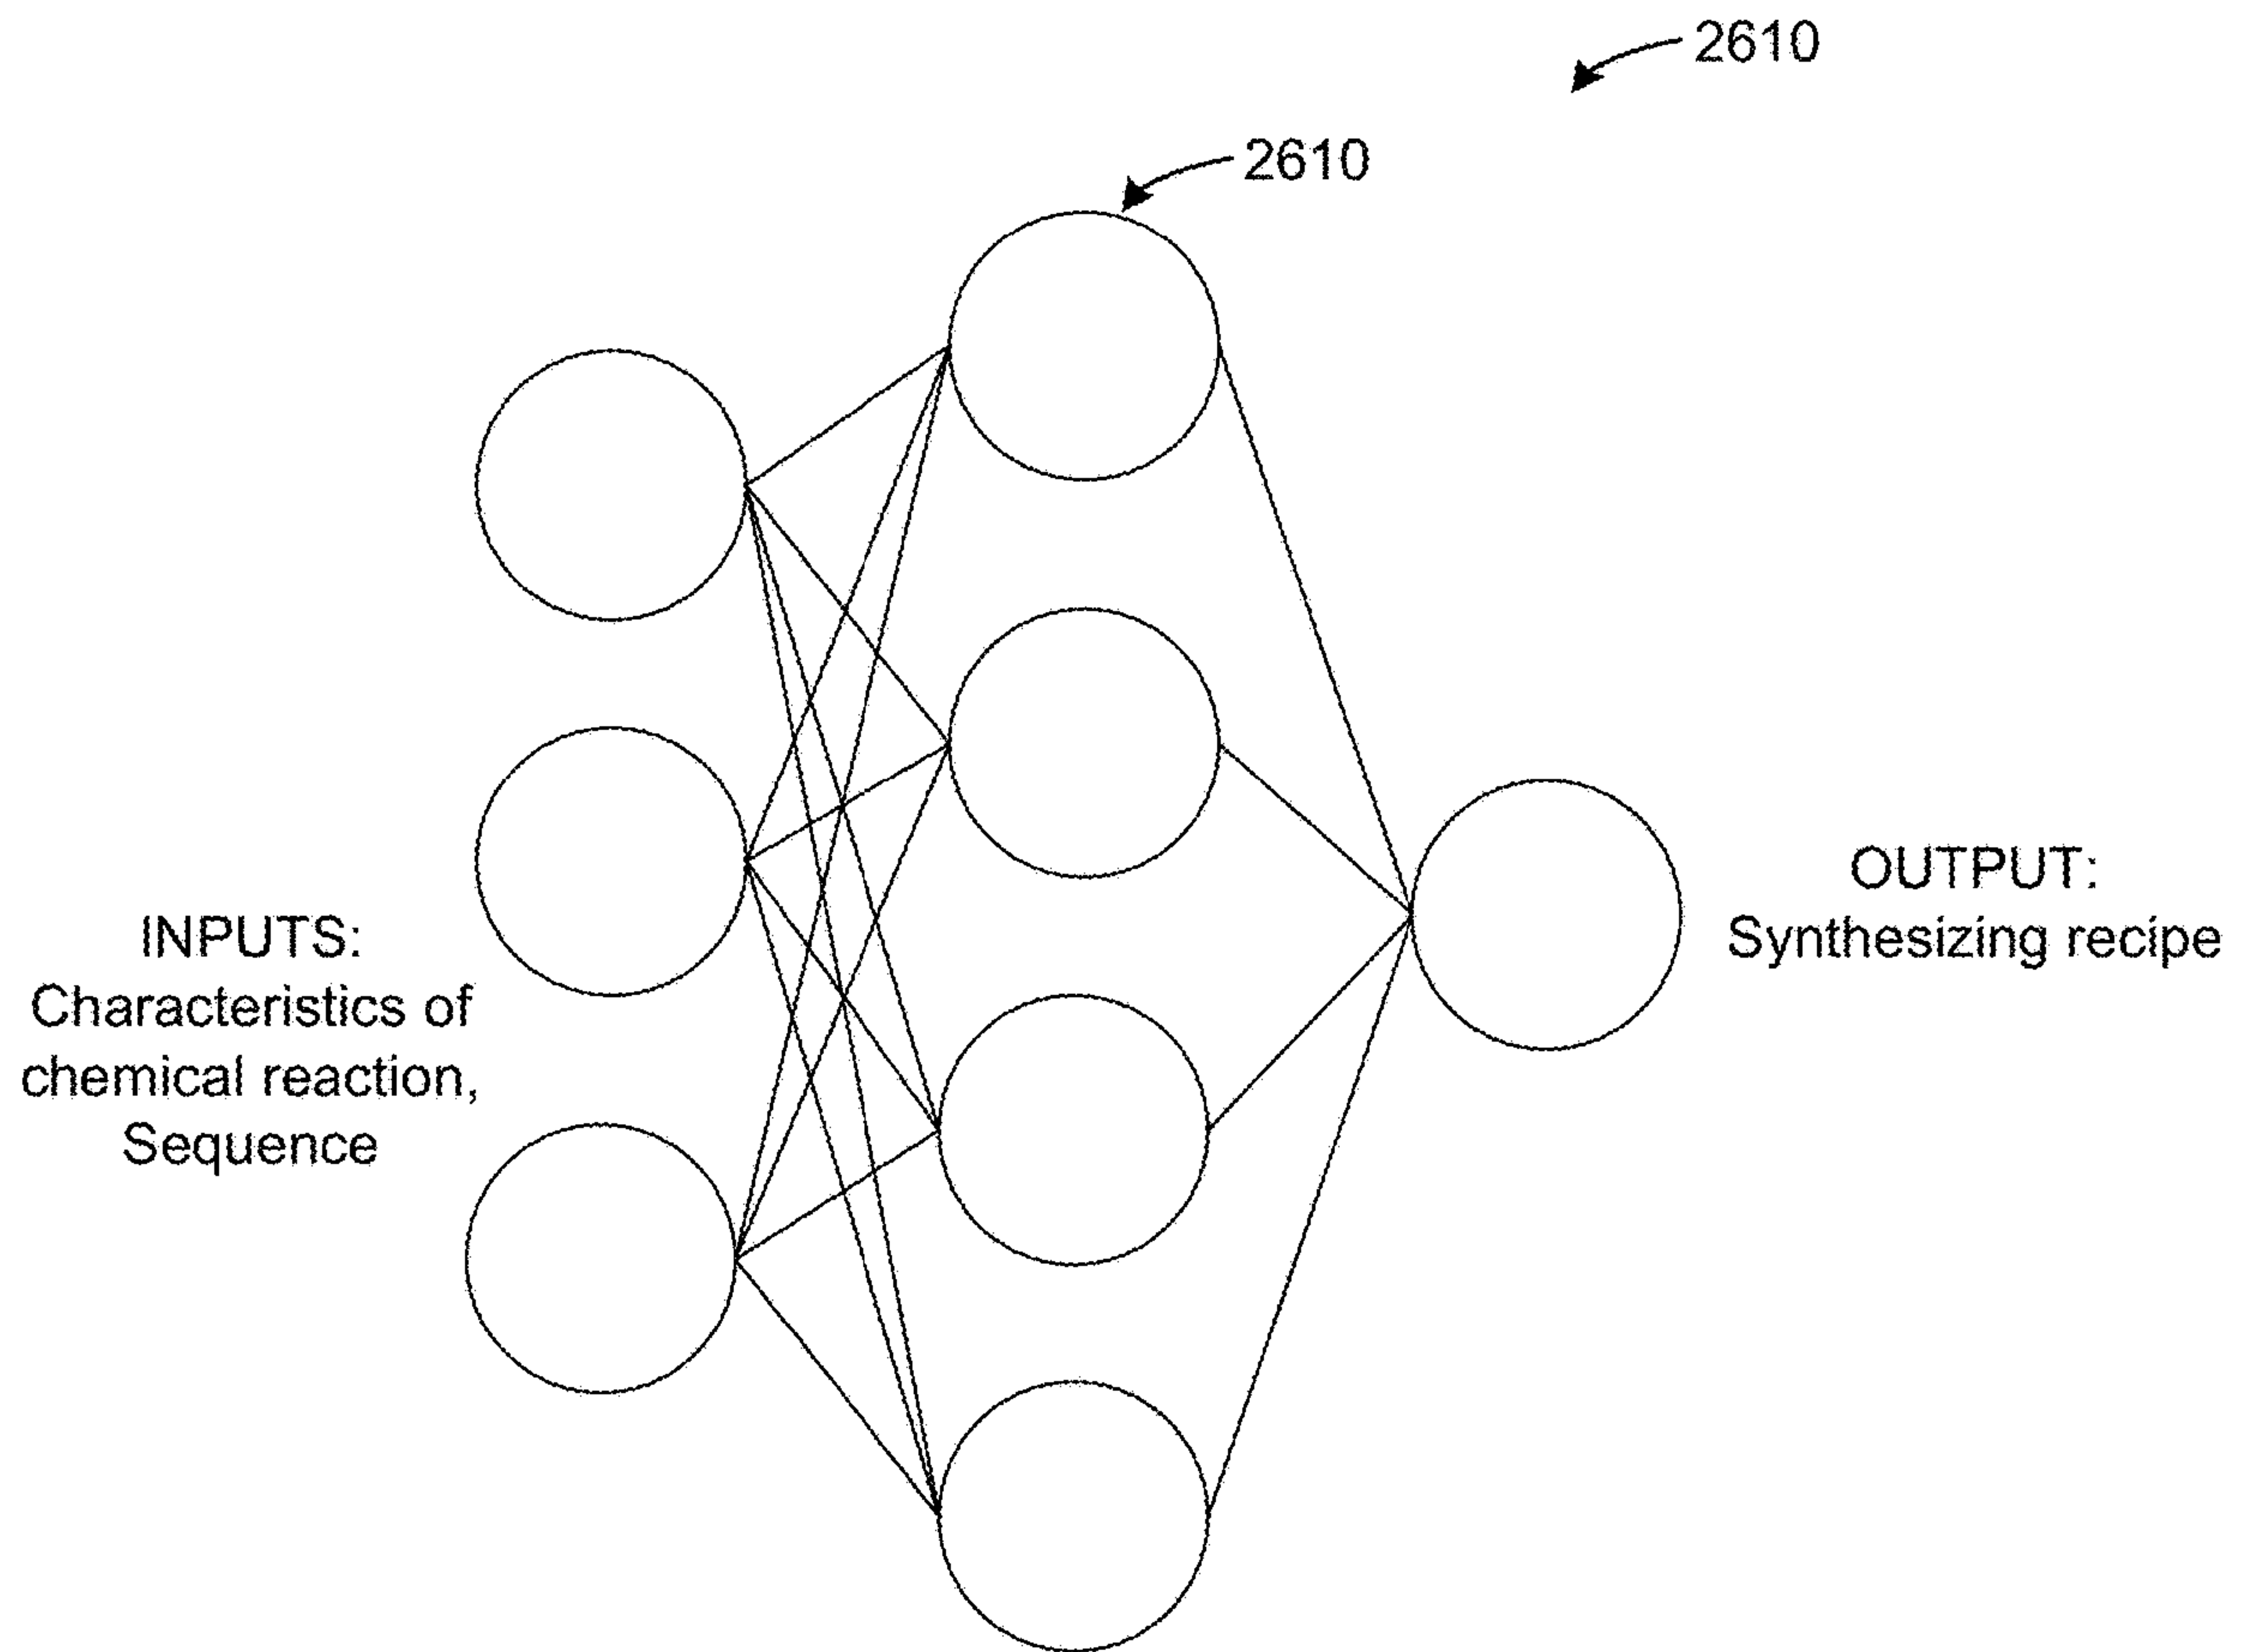 2610
2610
INPUTS:
Characteristics of
chemical reaction,
Sequence
OUTPUT:
Synthesizing recipe